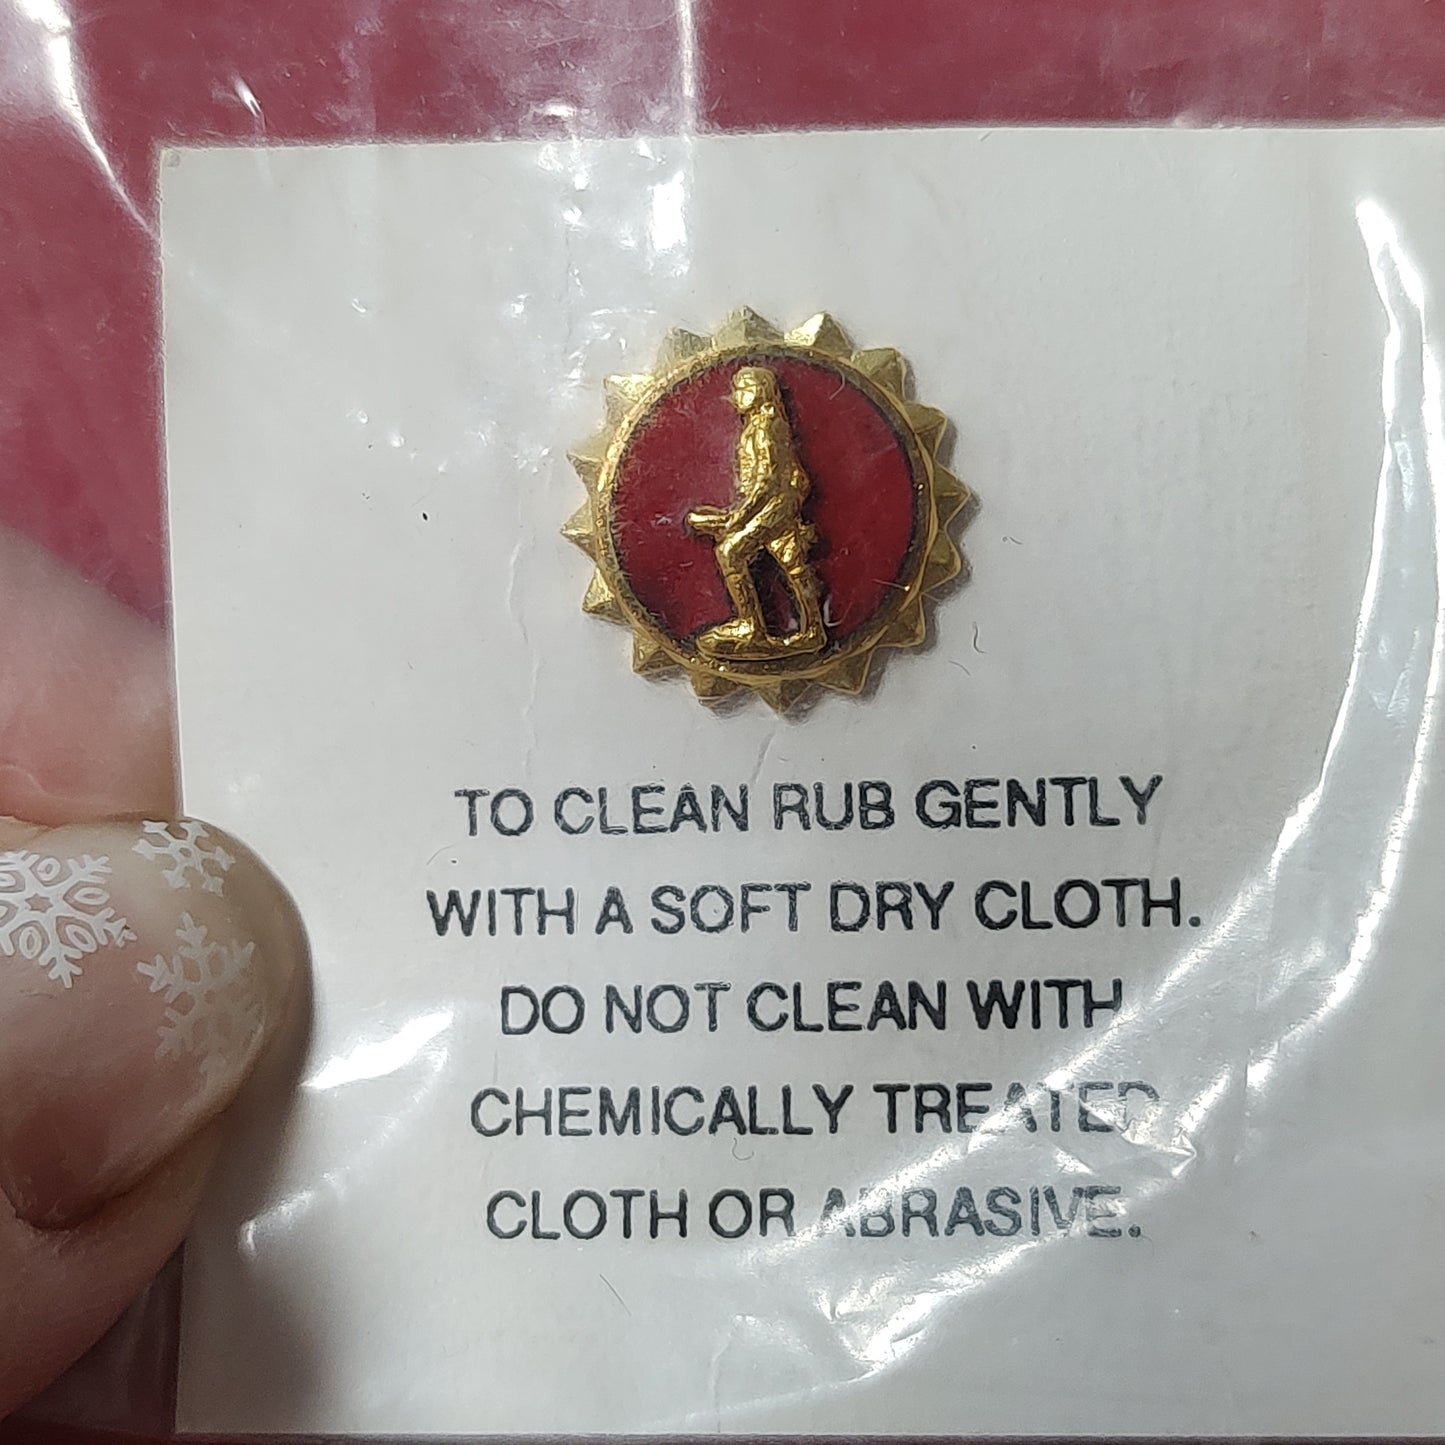 TO CLEAN RUB GENTLY
WITH A SOFT DRY CLOTH.
DO NOT CLEAN WITH
CHEMICALLY TREATED
CLOTH OR ABRASIVE.